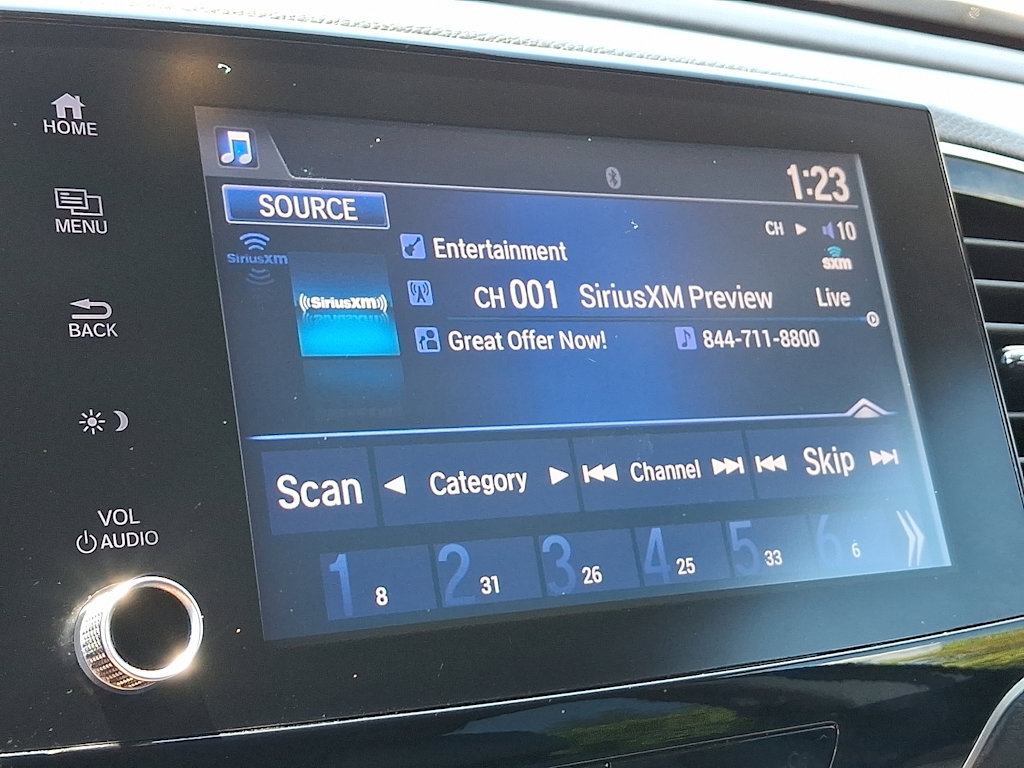 HOME
MENU
BACK
VOL
AUDIO
1:23
SOURCE
CH 10
SiriusXM
Entertainment
sxm
((SiriusXM))
CH 001 SiriusXM Preview Live
Great Offer Now! 844-711-8800
Scan Category Channel Skip
1 8 2 31 3 26 4 25 5 33 6 6